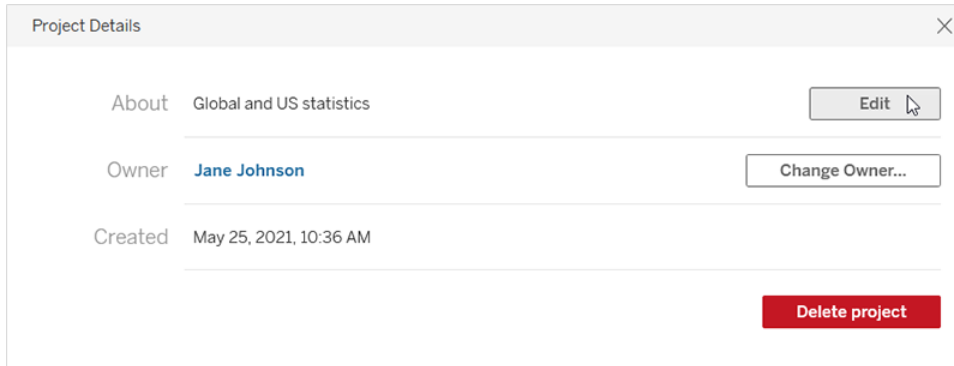 Project Details
About Global and US statistics Edit
Owner Jane Johnson Change Owner...
Created May 25, 2021, 10:36 AM
Delete project